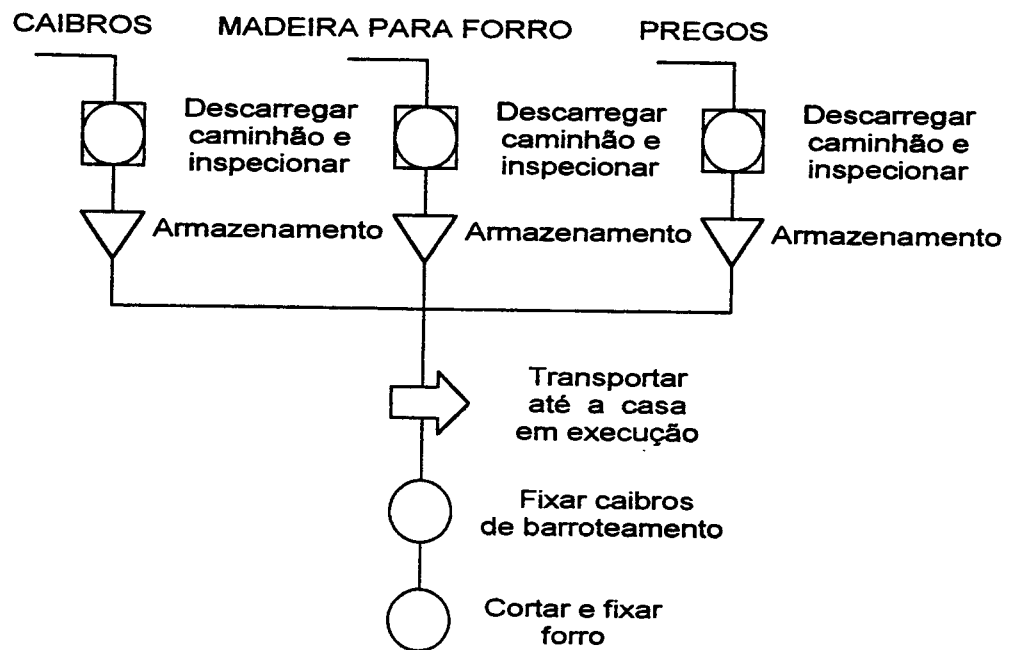 CAIBROS
MADEIRA PARA FORRO
PREGOS
Descarregar
caminhão e
inspecionar
Descarregar
caminhão e
inspecionar
Descarregar
caminhão e
inspecionar
Armazenamento
Armazenamento
Armazenamento
Transportar
até a casa
em execução
Fixar caibros
de barroteamento
Cortar e fixar
forro